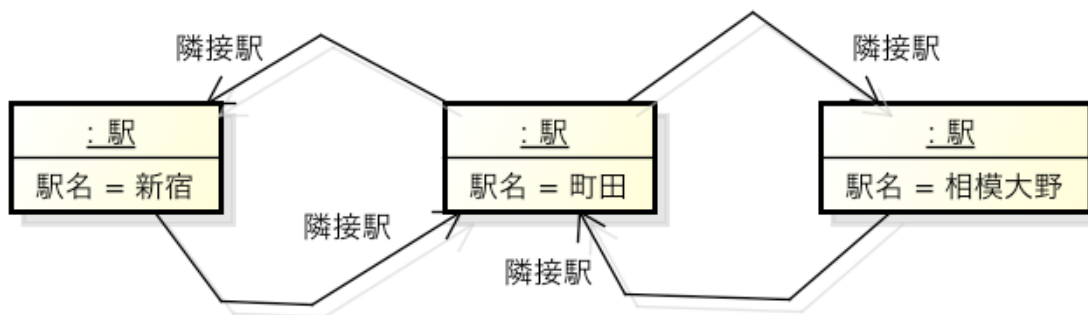 隣接駅
隣接駅
: 駅
駅名 = 新宿
: 駅
駅名 = 町田
: 駅
駅名 = 相模大野
隣接駅
隣接駅